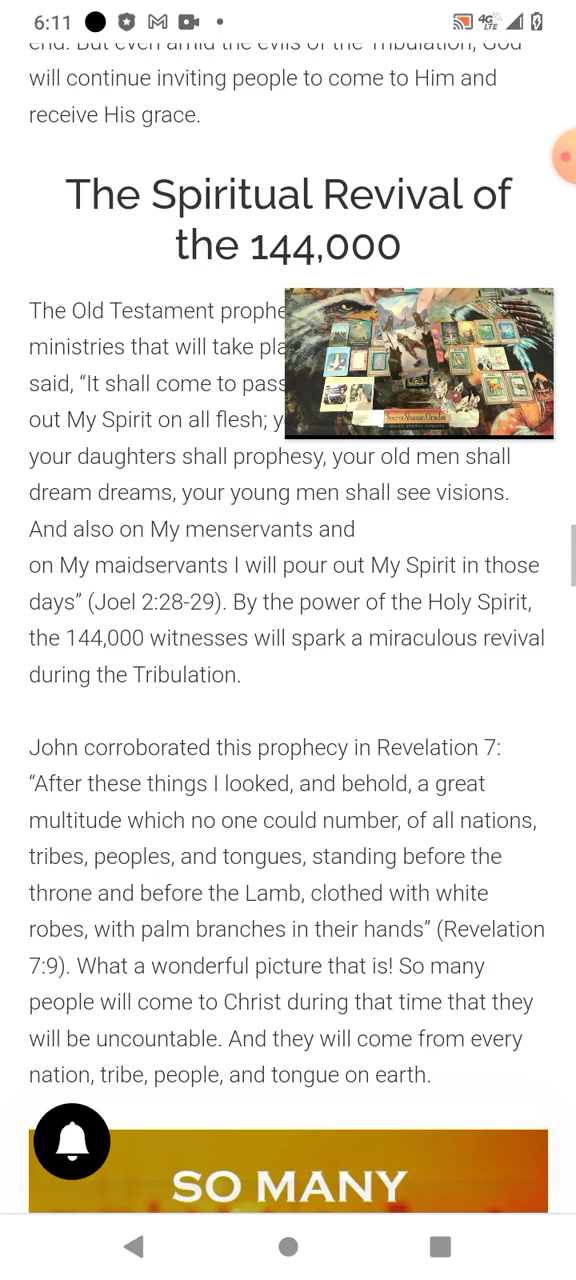 6:11
4G
LTE
end. But even amid the evils of the Tribulation, God
will continue inviting people to come to Him and
receive His grace.
The Spiritual Revival of
the 144,000
The Old Testament prophe
ministries that will take pla
said, “It shall come to pass
out My Spirit on all flesh; y
Secret Shaman Oracles
your daughters shall prophesy, your old men shall
dream dreams, your young men shall see visions.
And also on My menservants and
on My maidservants I will pour out My Spirit in those
days” (Joel 2:28-29). By the power of the Holy Spirit,
the 144,000 witnesses will spark a miraculous revival
during the Tribulation.
John corroborated this prophecy in Revelation 7:
“After these things I looked, and behold, a great
multitude which no one could number, of all nations,
tribes, peoples, and tongues, standing before the
throne and before the Lamb, clothed with white
robes, with palm branches in their hands” (Revelation
7:9). What a wonderful picture that is! So many
people will come to Christ during that time that they
will be uncountable. And they will come from every
nation, tribe, people, and tongue on earth.
SO MANY